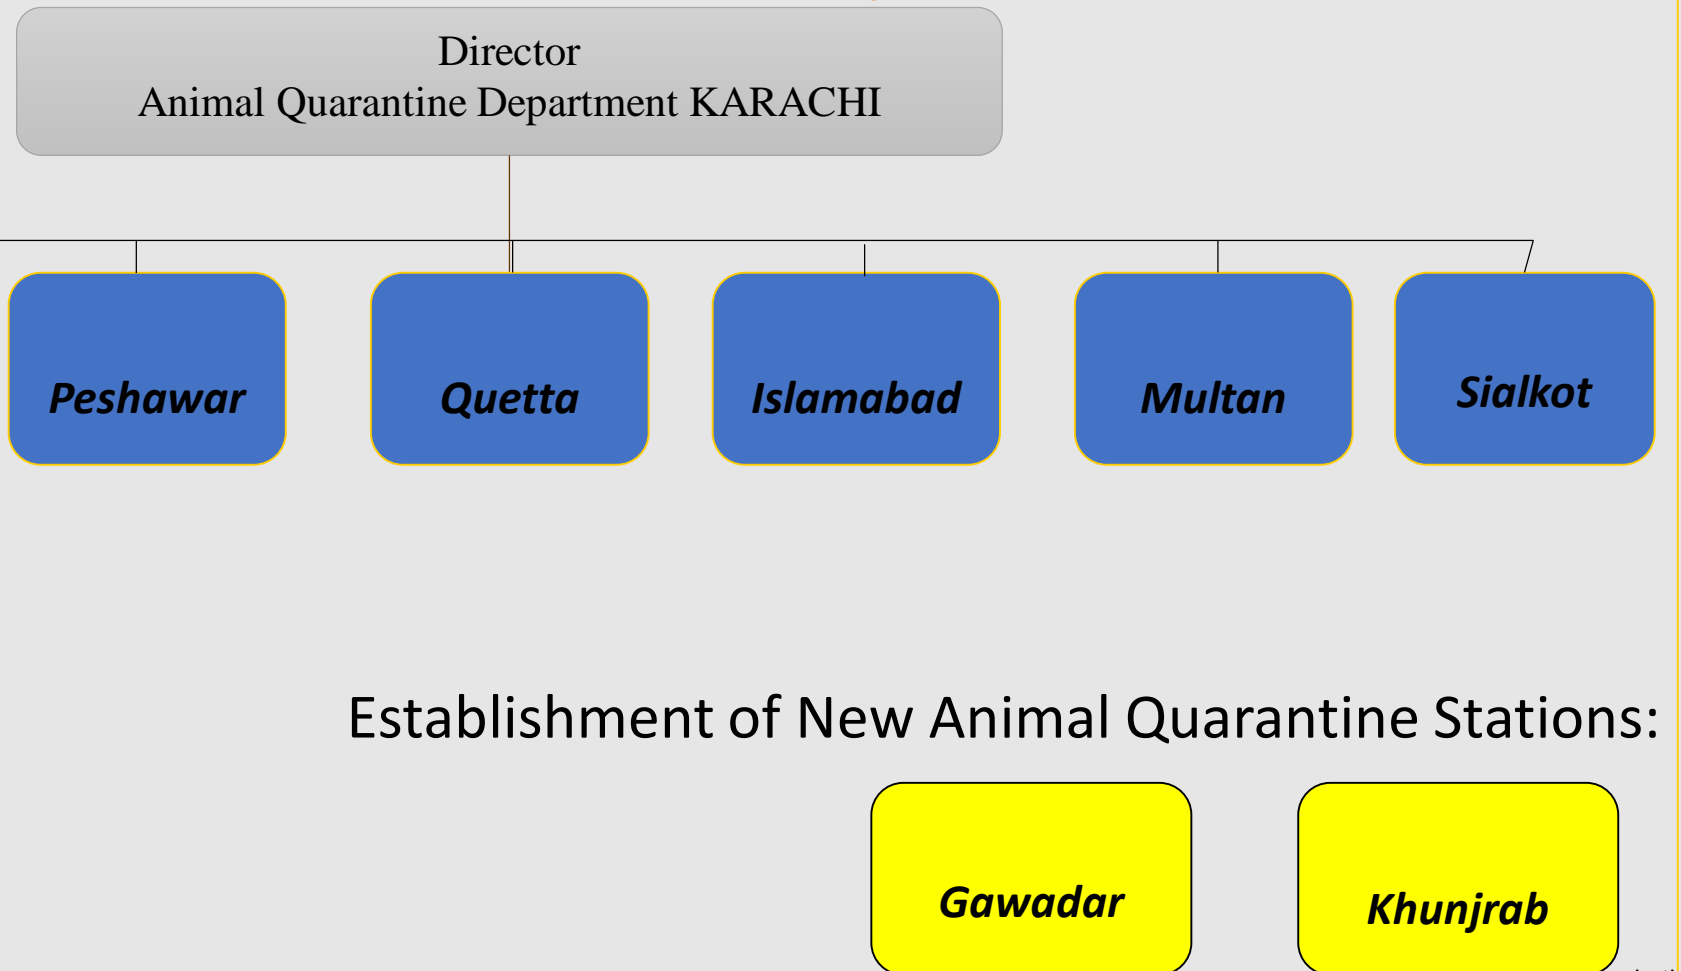 Director
Animal Quarantine Department KARACHI
Peshawar
Quetta
Islamabad
Multan
Sialkot
Establishment of New Animal Quarantine Stations:
Gawadar
Khunjrab